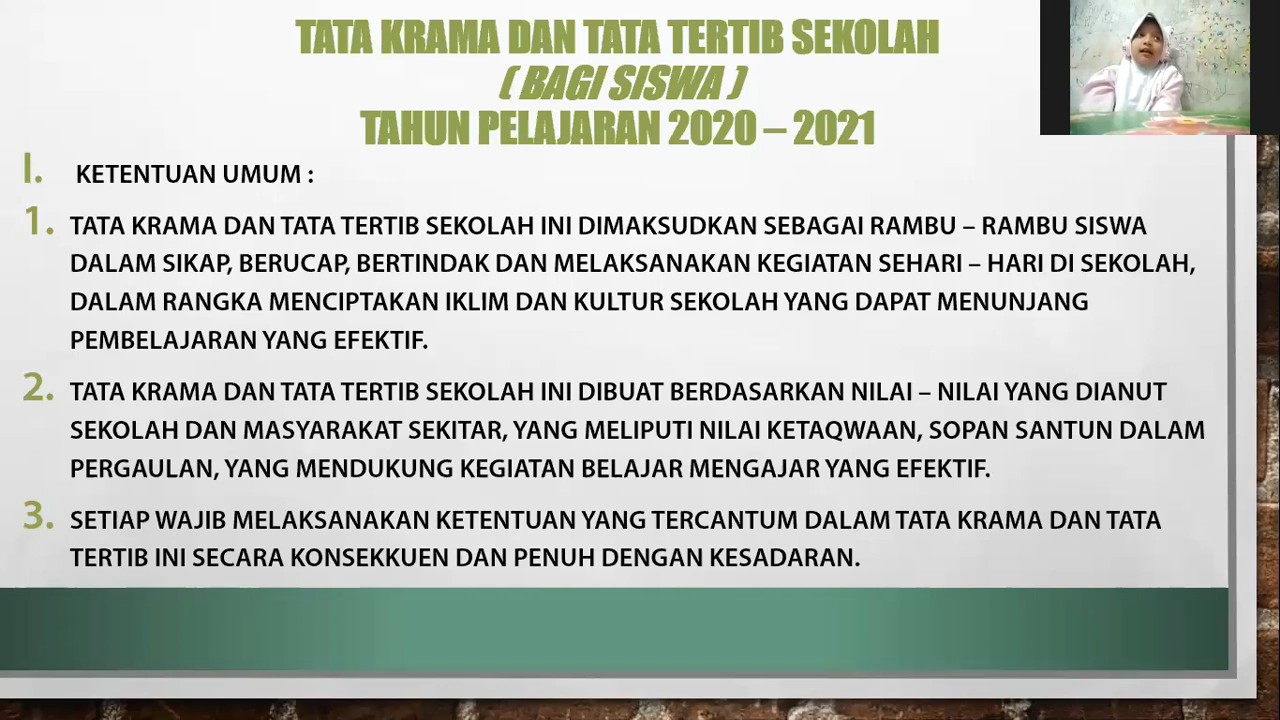 TATA KRAMA DAN TATA TERTIB SEKOLAH
( BAGI SISWA )
TAHUN PELAJARAN 2020 – 2021
I. KETENTUAN UMUM :
1. TATA KRAMA DAN TATA TERTIB SEKOLAH INI DIMAKSUDKAN SEBAGAI RAMBU – RAMBU SISWA
DALAM SIKAP, BERUCAP, BERTINDAK DAN MELAKSANAKAN KEGIATAN SEHARI – HARI DI SEKOLAH,
DALAM RANGKA MENCIPTAKAN IKLIM DAN KULTUR SEKOLAH YANG DAPAT MENUNJANG
PEMBELAJARAN YANG EFEKTIF.
2. TATA KRAMA DAN TATA TERTIB SEKOLAH INI DIBUAT BERDASARKAN NILAI – NILAI YANG DIANUT
SEKOLAH DAN MASYARAKAT SEKITAR, YANG MELIPUTI NILAI KETAQWAAN, SOPAN SANTUN DALAM
PERGAULAN, YANG MENDUKUNG KEGIATAN BELAJAR MENGAJAR YANG EFEKTIF.
3. SETIAP WAJIB MELAKSANAKAN KETENTUAN YANG TERCANTUM DALAM TATA KRAMA DAN TATA
TERTIB INI SECARA KONSEKKUEN DAN PENUH DENGAN KESADARAN.